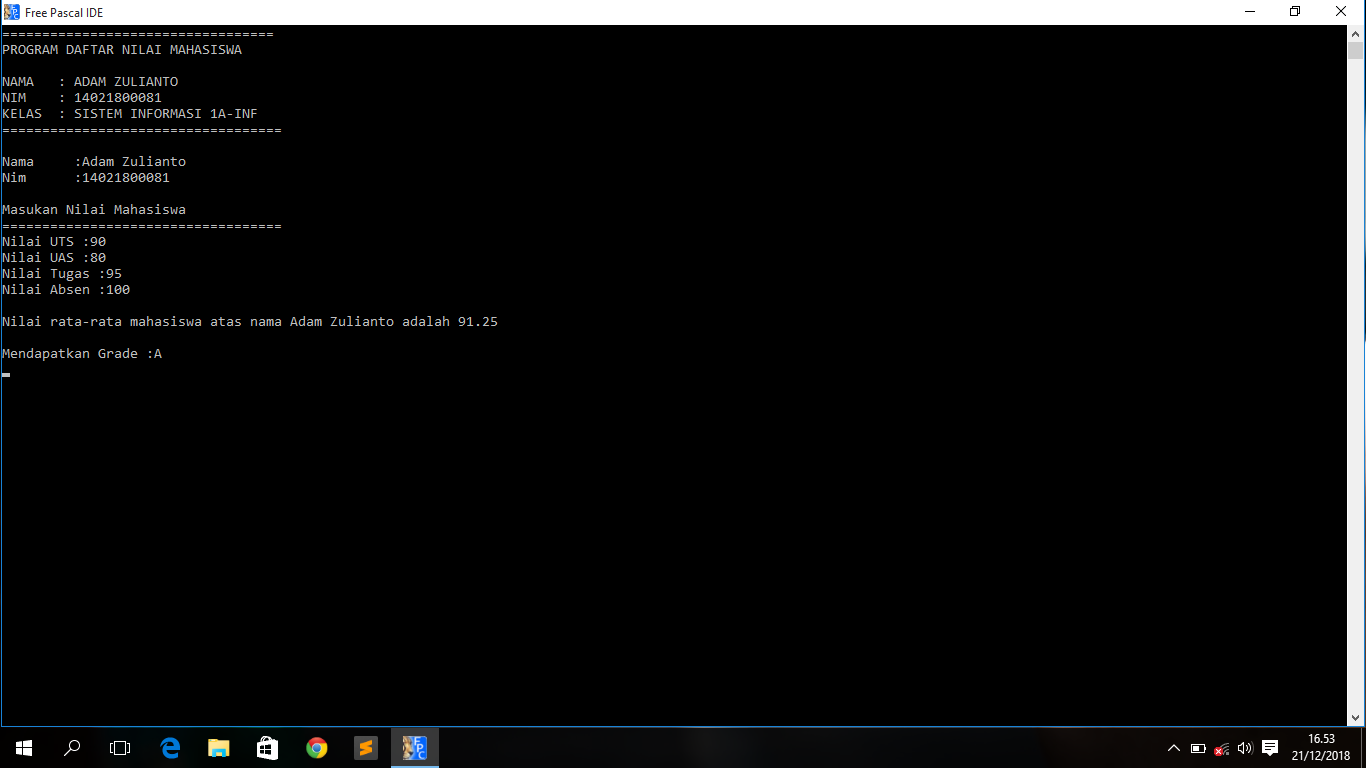 Free Pascal IDE
==================================
PROGRAM DAFTAR NILAI MAHASISWA
NAMA   : ADAM ZULIANTO
NIM    : 14021800081
KELAS  : SISTEM INFORMASI 1A-INF
===================================
Nama     :Adam Zulianto
Nim      :14021800081
Masukan Nilai Mahasiswa
===================================
Nilai UTS :90
Nilai UAS :80
Nilai Tugas :95
Nilai Absen :100
Nilai rata-rata mahasiswa atas nama Adam Zulianto adalah 91.25
Mendapatkan Grade :A
16.53
21/12/2018